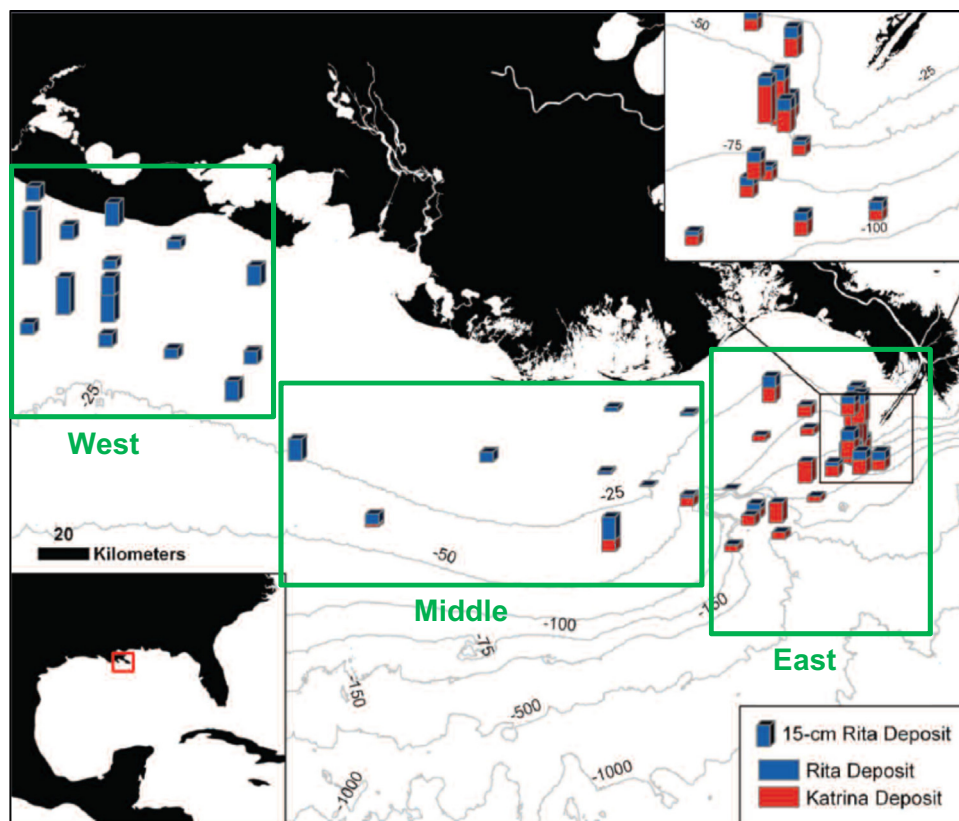 -50
-25
-75
-100
-25
West
-25
20
Kilometers
-50
Middle
-100
-150
-75
East
-150
-500
-1000
-1000
15-cm Rita Deposit
Rita Deposit
Katrina Deposit